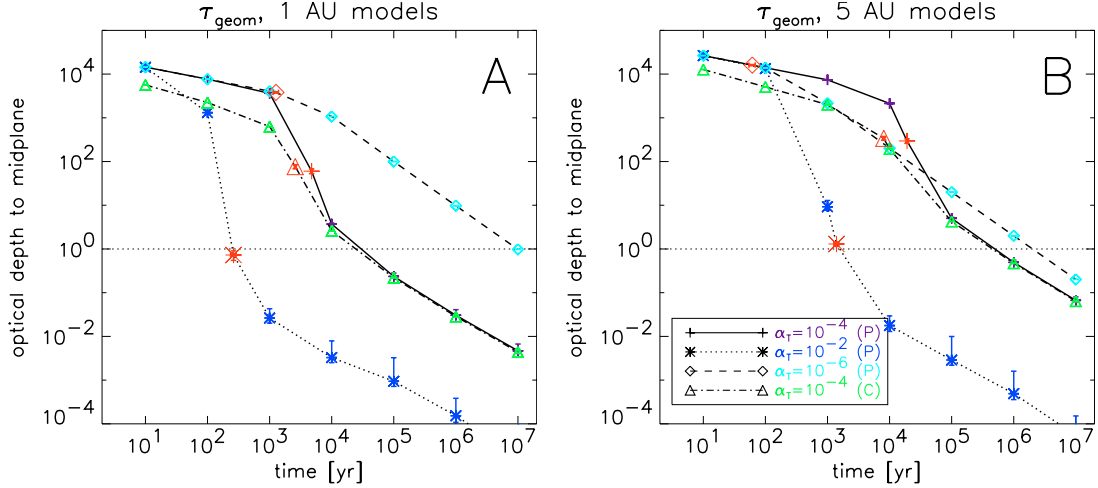 τgeom, 1 AU models
τgeom, 5 AU models
A
B
optical depth to midplane
10^4
10^2
10^0
10^-2
10^-4
10^1 10^2 10^3 10^4 10^5 10^6 10^7
time [yr]
optical depth to midplane
10^4
10^2
10^0
10^-2
10^-4
αT=10^-4 (P)
αT=10^-2 (P)
αT=10^-6 (P)
αT=10^-4 (C)
10^1 10^2 10^3 10^4 10^5 10^6 10^7
time [yr]